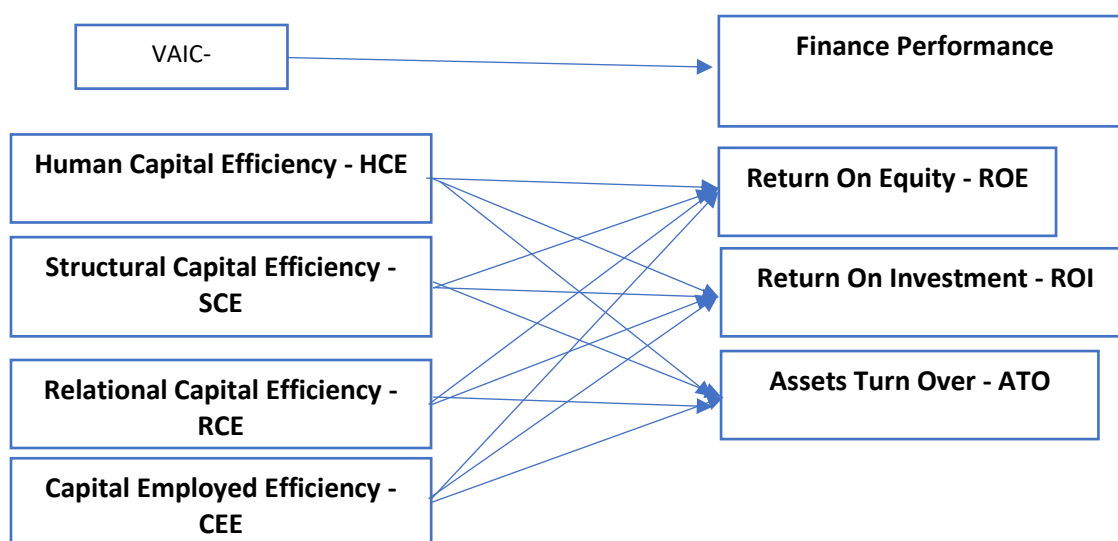 VAIC-
Finance Performance
Human Capital Efficiency - HCE
Return On Equity - ROE
Structural Capital Efficiency -
SCE
Return On Investment - ROI
Relational Capital Efficiency -
RCE
Assets Turn Over - ATO
Capital Employed Efficiency -
CEE